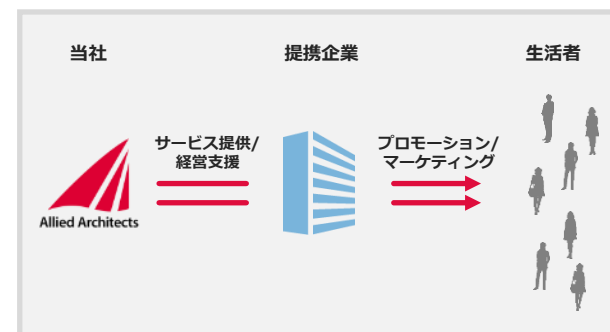 当社
提携企業
生活者
サービス提供/
経営支援
プロモーション/
マーケティング
Allied Architects